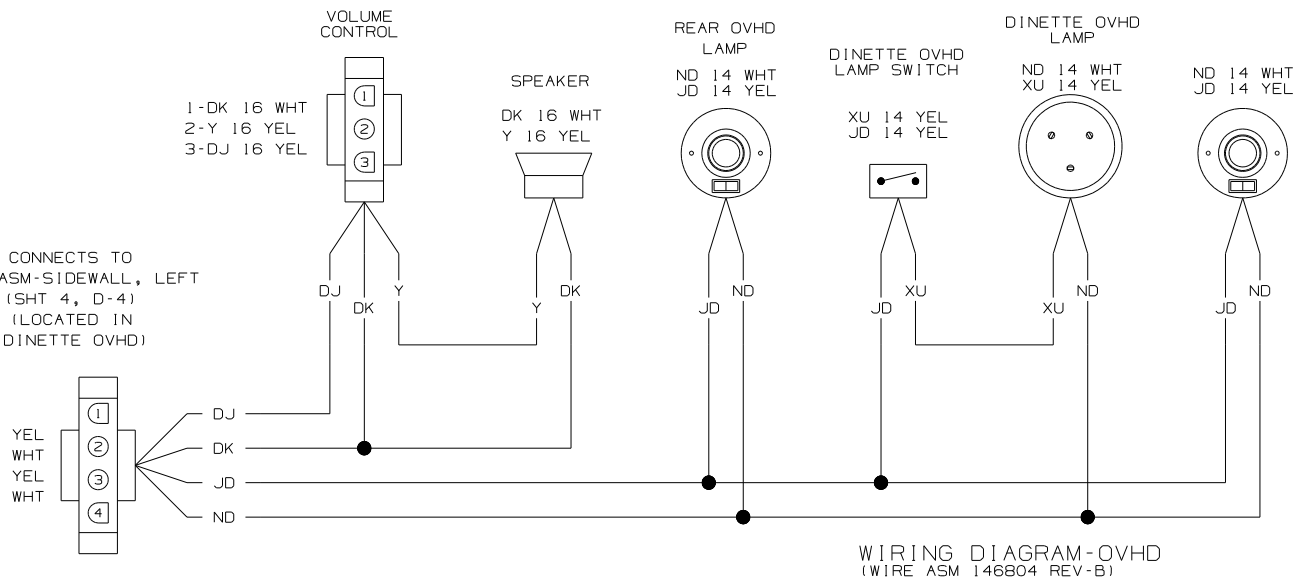 VOLUME
CONTROL
1
2
3
1-DK 16 WHT
2-Y 16 YEL
3-DJ 16 YEL
SPEAKER
DK 16 WHT
Y 16 YEL
REAR OVHD
LAMP
ND 14 WHT
JD 14 YEL
DINETTE OVHD
LAMP SWITCH
XU 14 YEL
JD 14 YEL
DINETTE OVHD
LAMP
ND 14 WHT
XU 14 YEL
ND 14 WHT
JD 14 YEL
CONNECTS TO
ASM-SIDEWALL, LEFT
(SHT 4, D-4)
(LOCATED IN
DINETTE OVHD)
DJ
DK
Y
Y
DK
JD
ND
JD
XU
XU
ND
JD
ND
YEL
WHT
YEL
WHT
1
2
3
4
DJ
DK
JD
ND
WIRING DIAGRAM-OVHD
(WIRE ASM 146804 REV-B)